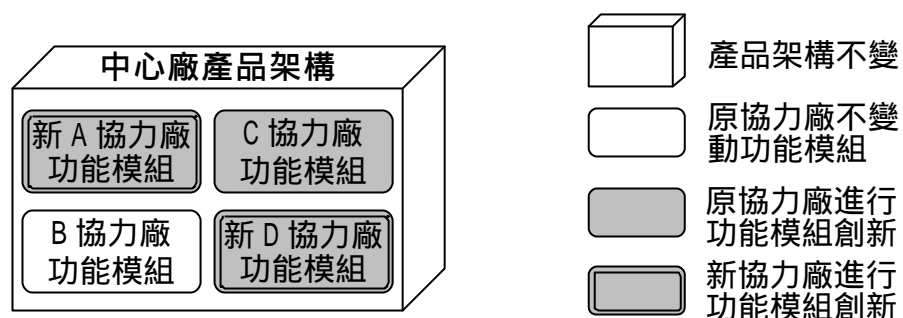 中心廠產品架構
新 A 協力廠
功能模組
C 協力廠
功能模組
B 協力廠
功能模組
新 D 協力廠
功能模組
產品架構不變
原協力廠不變
動功能模組
原協力廠進行
功能模組創新
新協力廠進行
功能模組創新